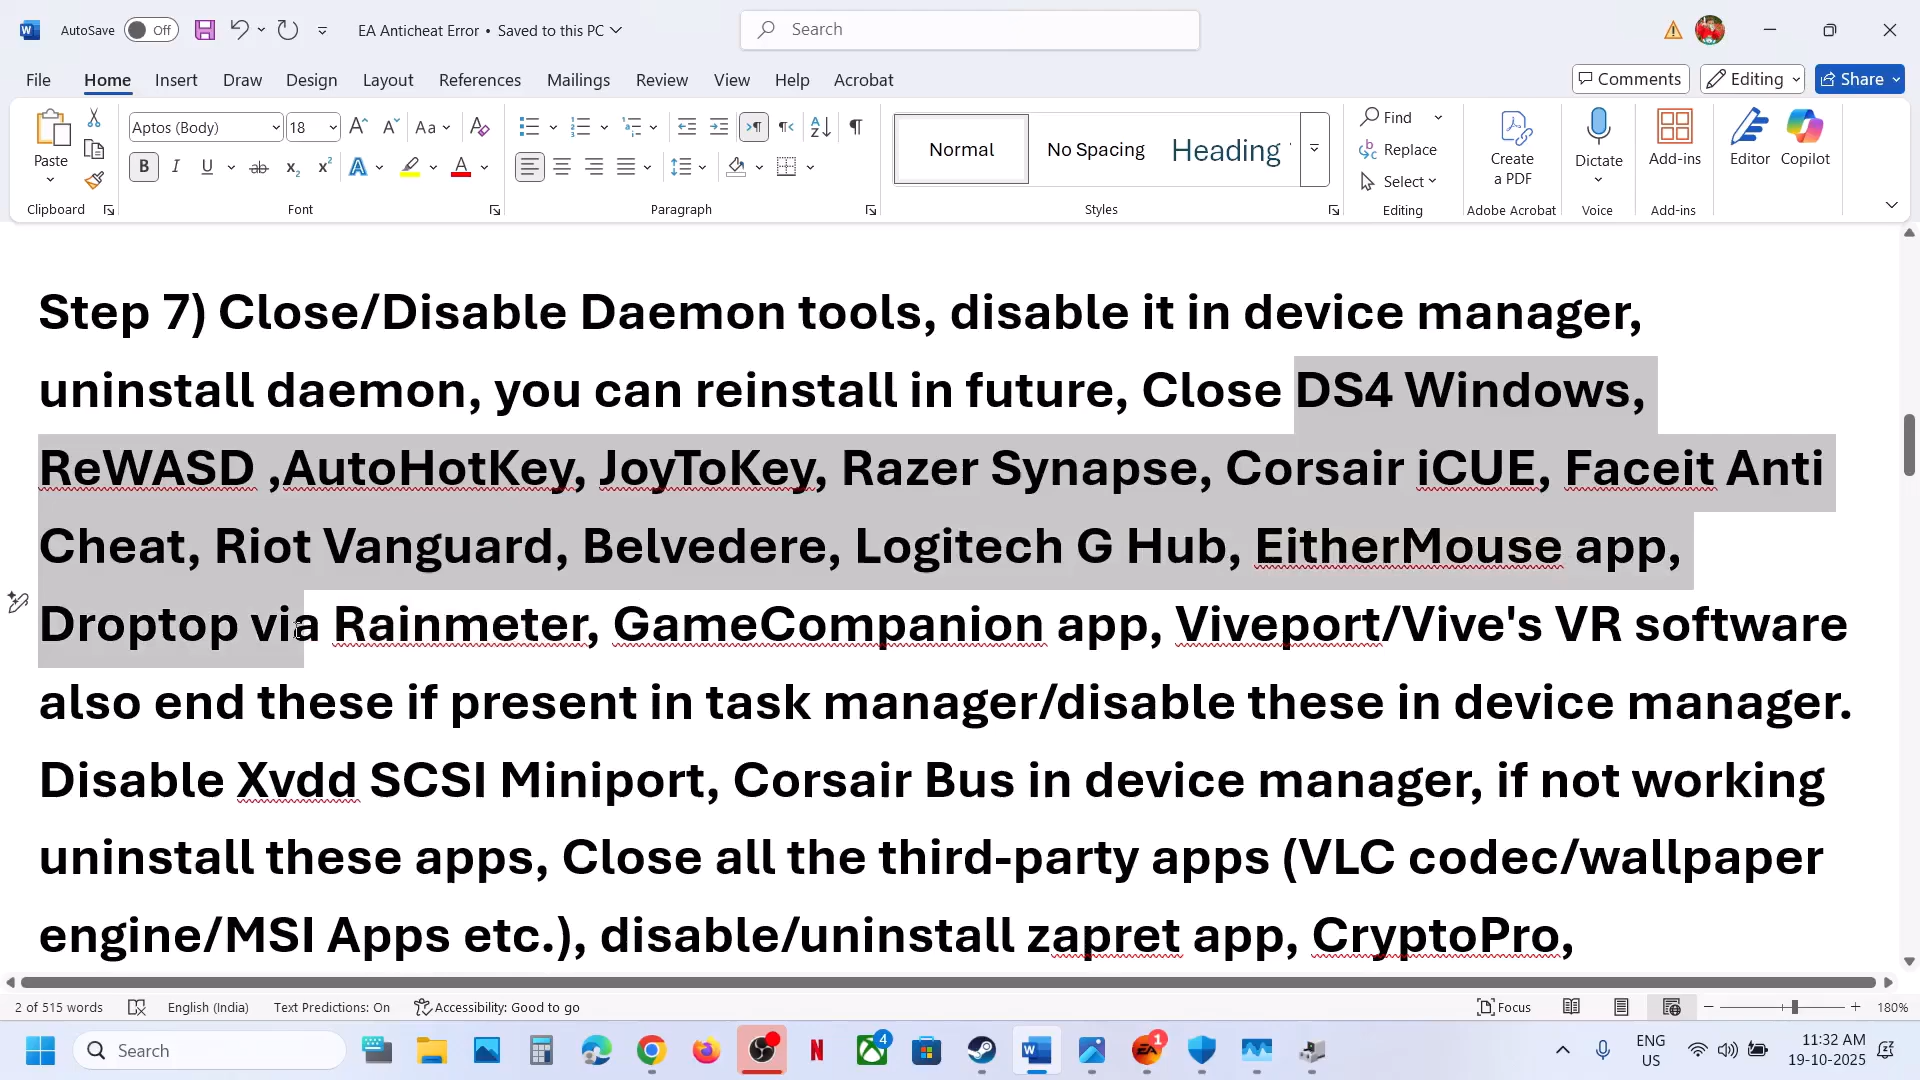 AutoSave Off EA Anticheat Error • Saved to this PC Search
File Home Insert Draw Design Layout References Mailings Review View Help Acrobat Comments Editing Share
Paste Aptos (Body) 18 Aa Normal No Spacing Heading Find Replace Select Create a PDF Dictate Add-ins Editor Copilot
Clipboard Font Paragraph Styles Editing Adobe Acrobat Voice Add-ins
Step 7) Close/Disable Daemon tools, disable it in device manager,
uninstall daemon, you can reinstall in future, Close DS4 Windows,
ReWASD ,AutoHotKey, JoyToKey, Razer Synapse, Corsair iCUE, Faceit Anti
Cheat, Riot Vanguard, Belvedere, Logitech G Hub, EitherMouse app,
Droptop via Rainmeter, GameCompanion app, Viveport/Vive's VR software
also end these if present in task manager/disable these in device manager.
Disable Xvdd SCSI Miniport, Corsair Bus in device manager, if not working
uninstall these apps, Close all the third-party apps (VLC codec/wallpaper
engine/MSI Apps etc.), disable/uninstall zapret app, CryptoPro,
2 of 515 words English (India) Text Predictions: On Accessibility: Good to go Focus 180%
Search 4 1 ENG US 11:32 AM 19-10-2025